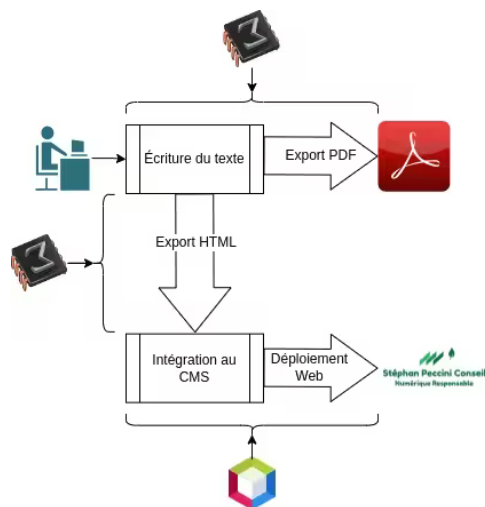 Écriture du texte
Export PDF
Export HTML
Intégration au
CMS
Déploiement
Web
Stéphan Peccini Conseil
Numérique Responsable